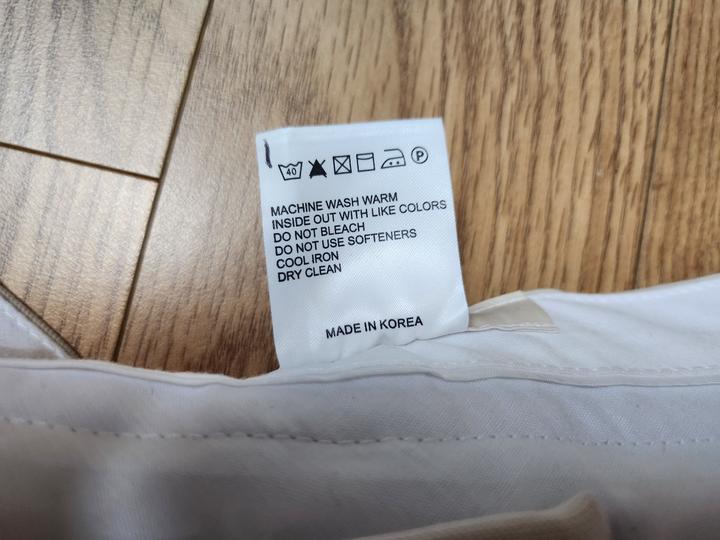 40 P
MACHINE WASH WARM
INSIDE OUT WITH LIKE COLORS
DO NOT BLEACH
DO NOT USE SOFTENERS
COOL IRON
DRY CLEAN
MADE IN KOREA